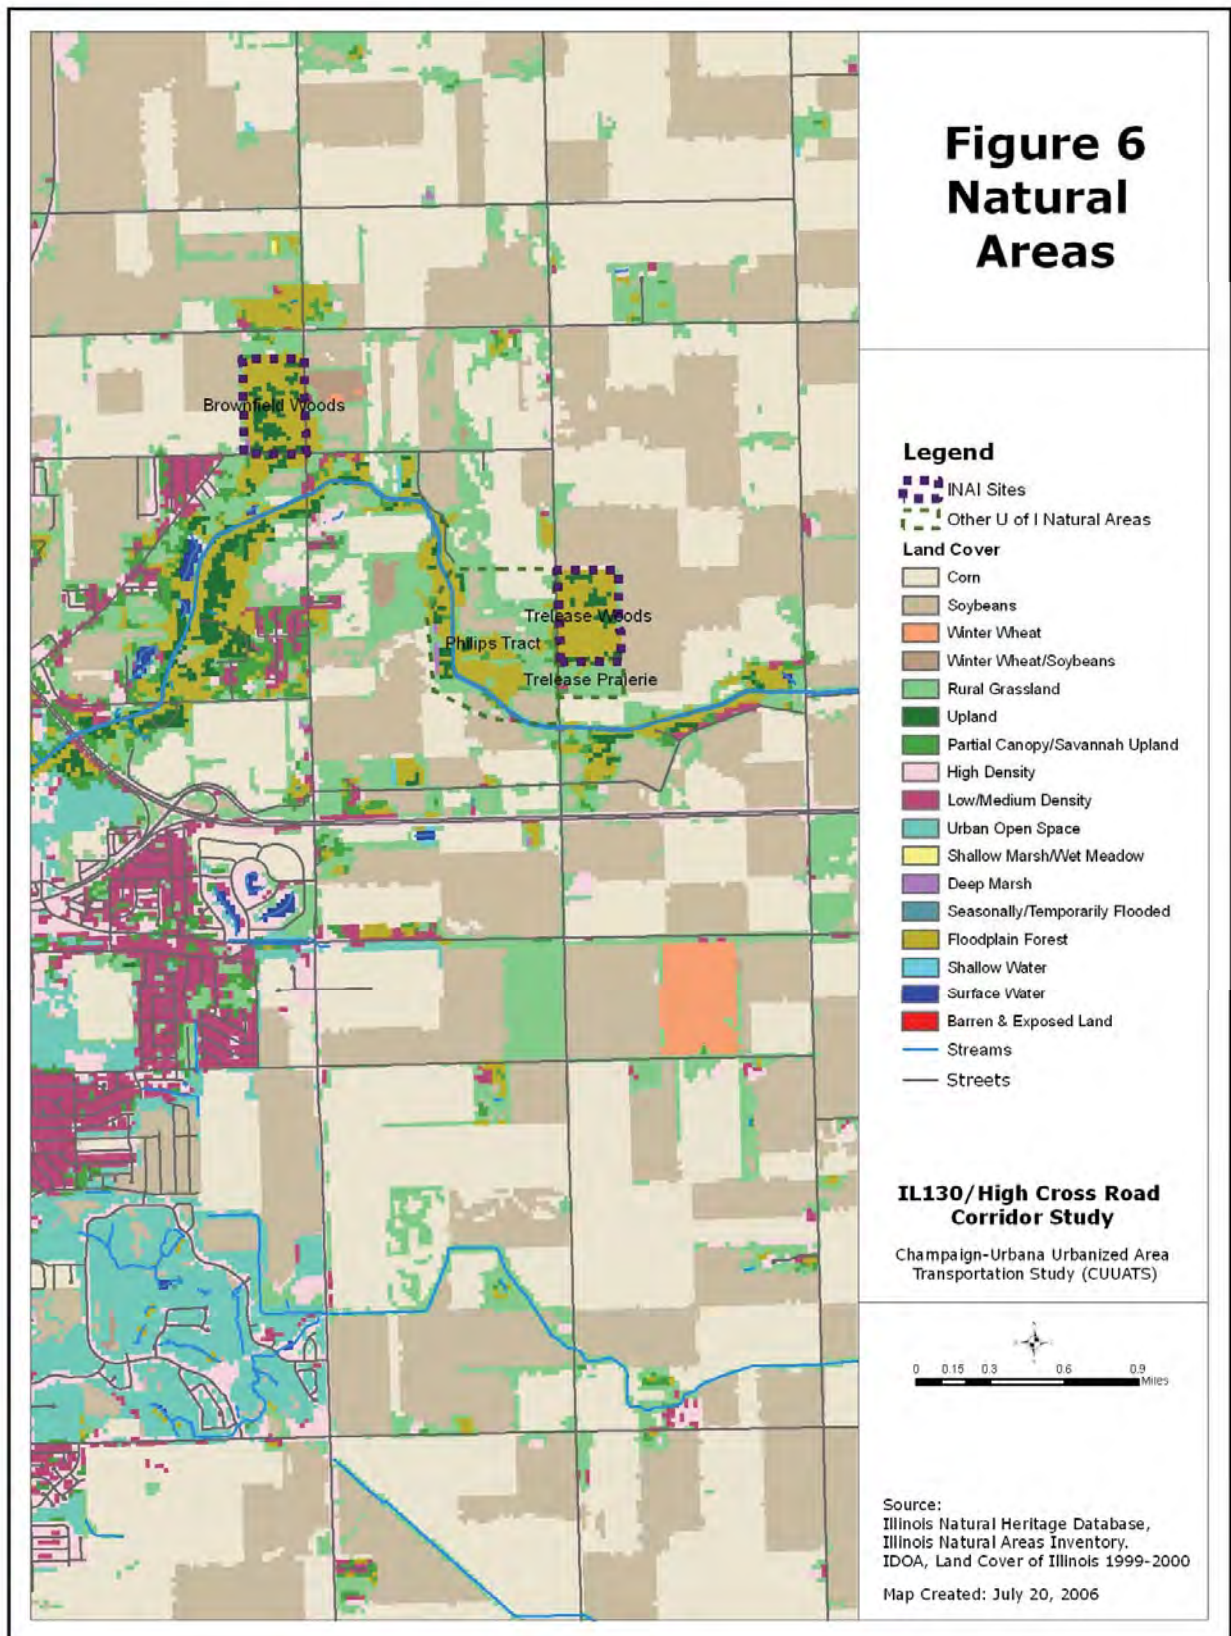 Figure 6
Natural
Areas
Brownfield Woods
Trelease Woods
Philips Tract
Trelease Praierie
Legend
INAI Sites
Other U of I Natural Areas
Land Cover
Corn
Soybeans
Winter Wheat
Winter Wheat/Soybeans
Rural Grassland
Upland
Partial Canopy/Savannah Upland
High Density
Low/Medium Density
Urban Open Space
Shallow Marsh/Wet Meadow
Deep Marsh
Seasonally/Temporarily Flooded
Floodplain Forest
Shallow Water
Surface Water
Barren & Exposed Land
Streams
Streets
IL130/High Cross Road
Corridor Study
Champaign-Urbana Urbanized Area
Transportation Study (CUUATS)
0 0.15 0.3 0.6 0.9
Miles
Source:
Illinois Natural Heritage Database,
Illinois Natural Areas Inventory.
IDOA, Land Cover of Illinois 1999-2000
Map Created: July 20, 2006